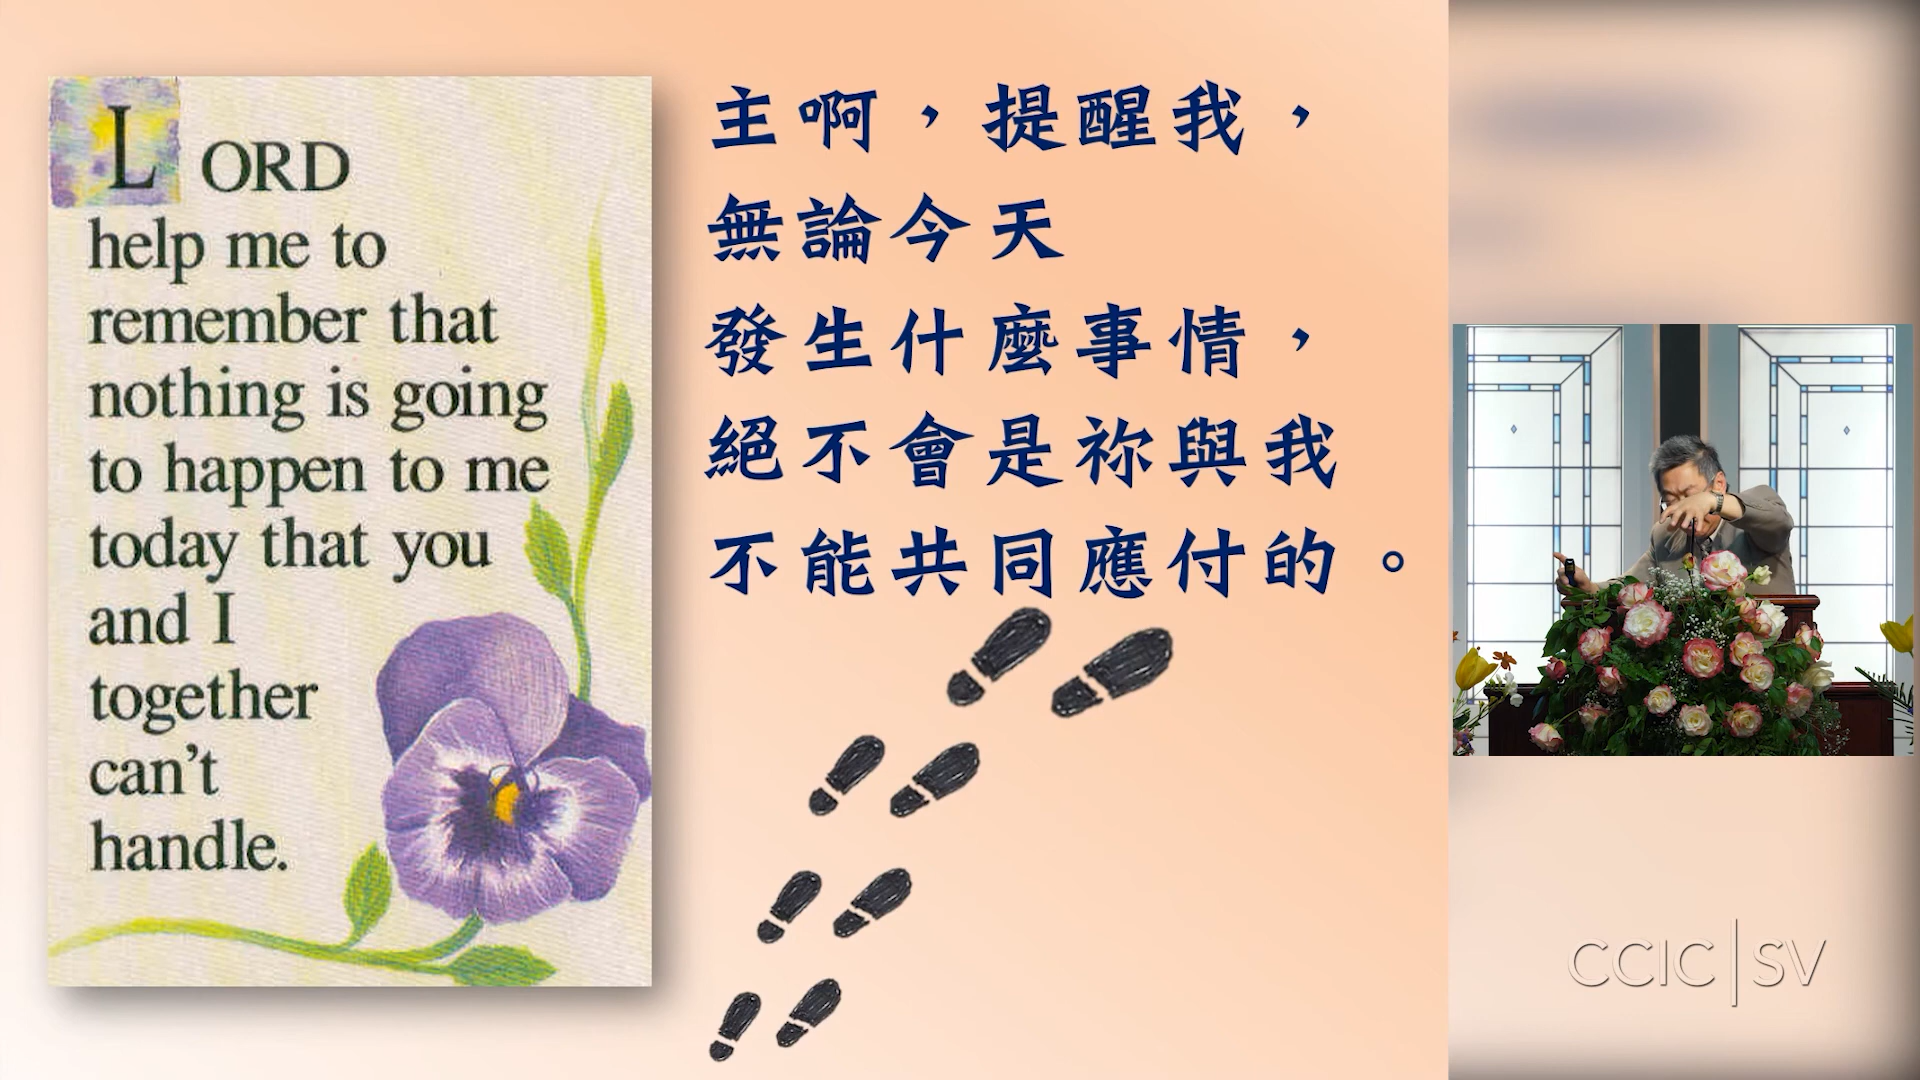 LORD
help me to
remember that
nothing is going
to happen to me
today that you
and I
together
can't
handle.
主啊，提醒我，
無論今天
發生什麼事情，
絕不會是祢與我
不能共同應付的。
CCIC|SV